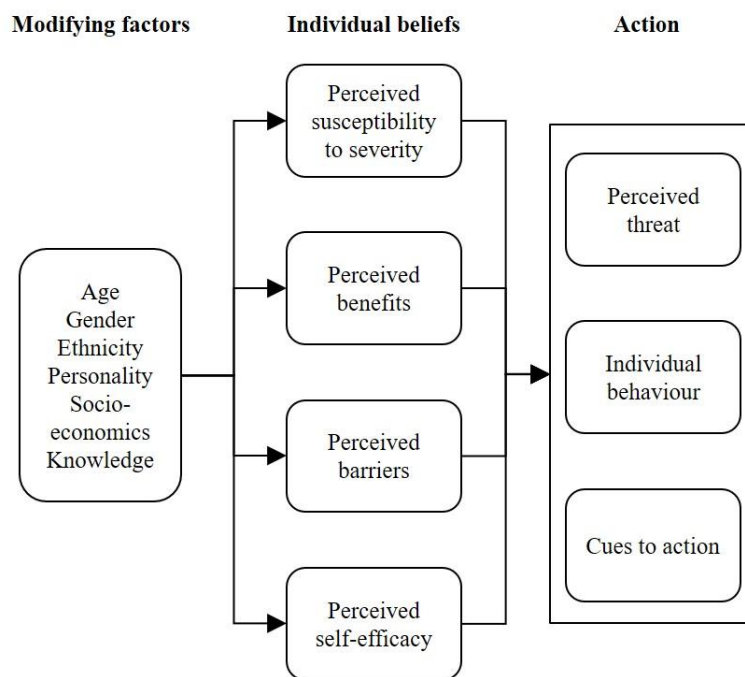 Modifying factors
Individual beliefs
Action
Age
Gender
Ethnicity
Personality
Socio-
economics
Knowledge
Perceived
susceptibility
to severity
Perceived
benefits
Perceived
barriers
Perceived
self-efficacy
Perceived
threat
Individual
behaviour
Cues to action